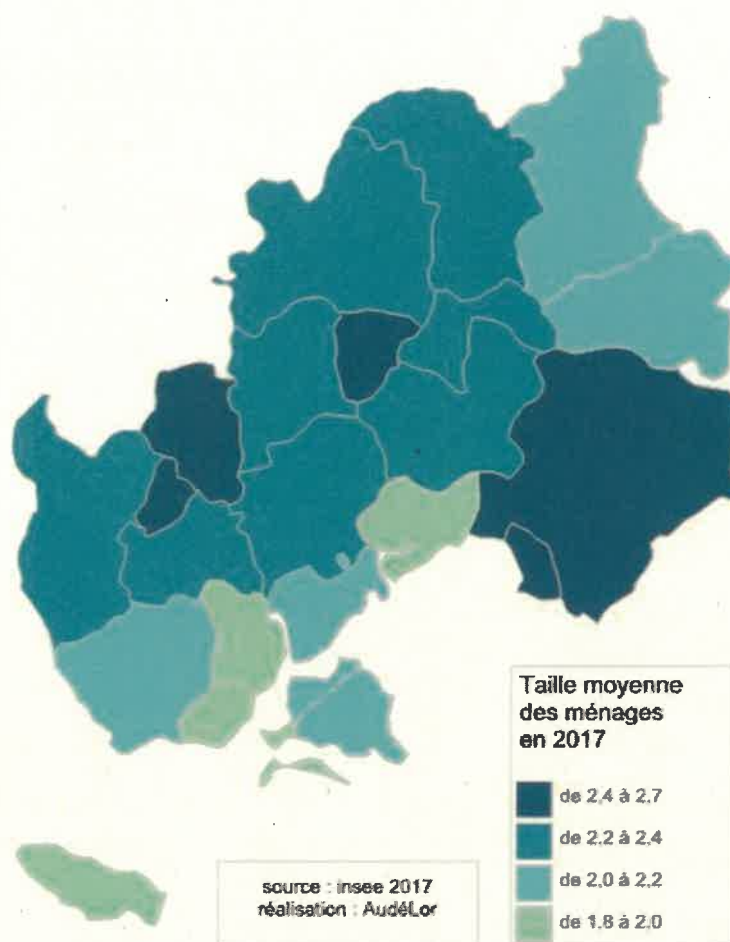 Taille moyenne
des ménages
en 2017
de 2.4 à 2.7
de 2.2 à 2.4
de 2.0 à 2.2
de 1.8 à 2.0
source : insee 2017
réalisation : AudéLor